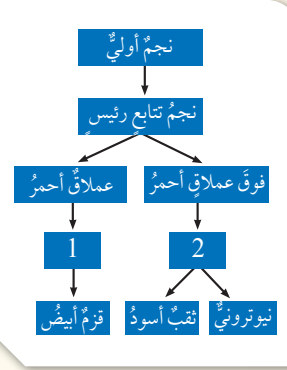 نجمٌ أوليٌّ
نجمُ تتابعٍ رئيسٍ
فوقَ عملاقٍ أحمرُ
عملاقٌ أحمرُ
2
1
نيوترونيٌّ
ثقبٌ أسودُ
قزمٌ أبيضُ